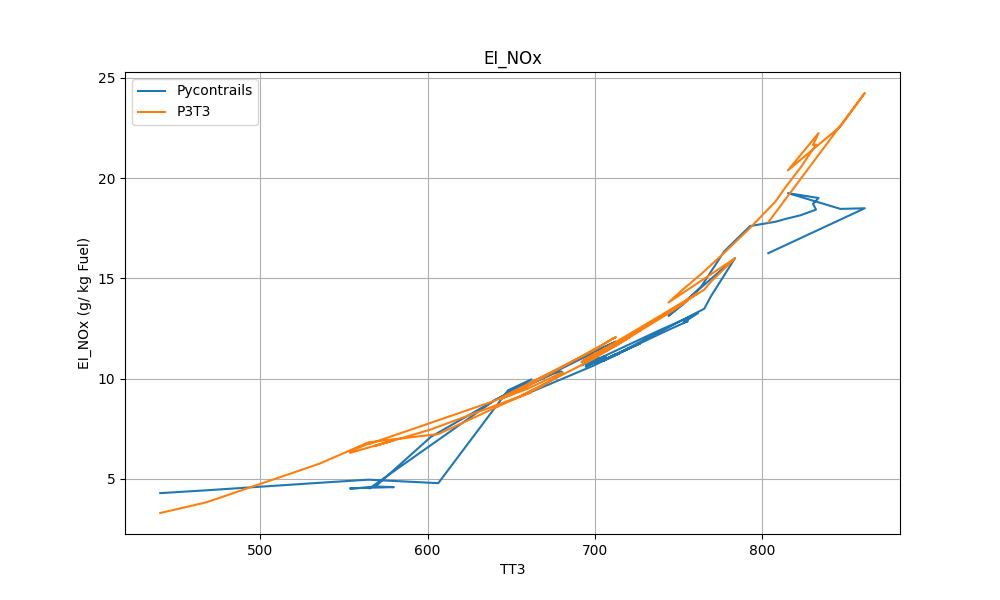 EI_NOx
Pycontrails
P3T3
25
20
15
10
5
EI_NOx (g/ kg Fuel)
500 600 700 800
TT3